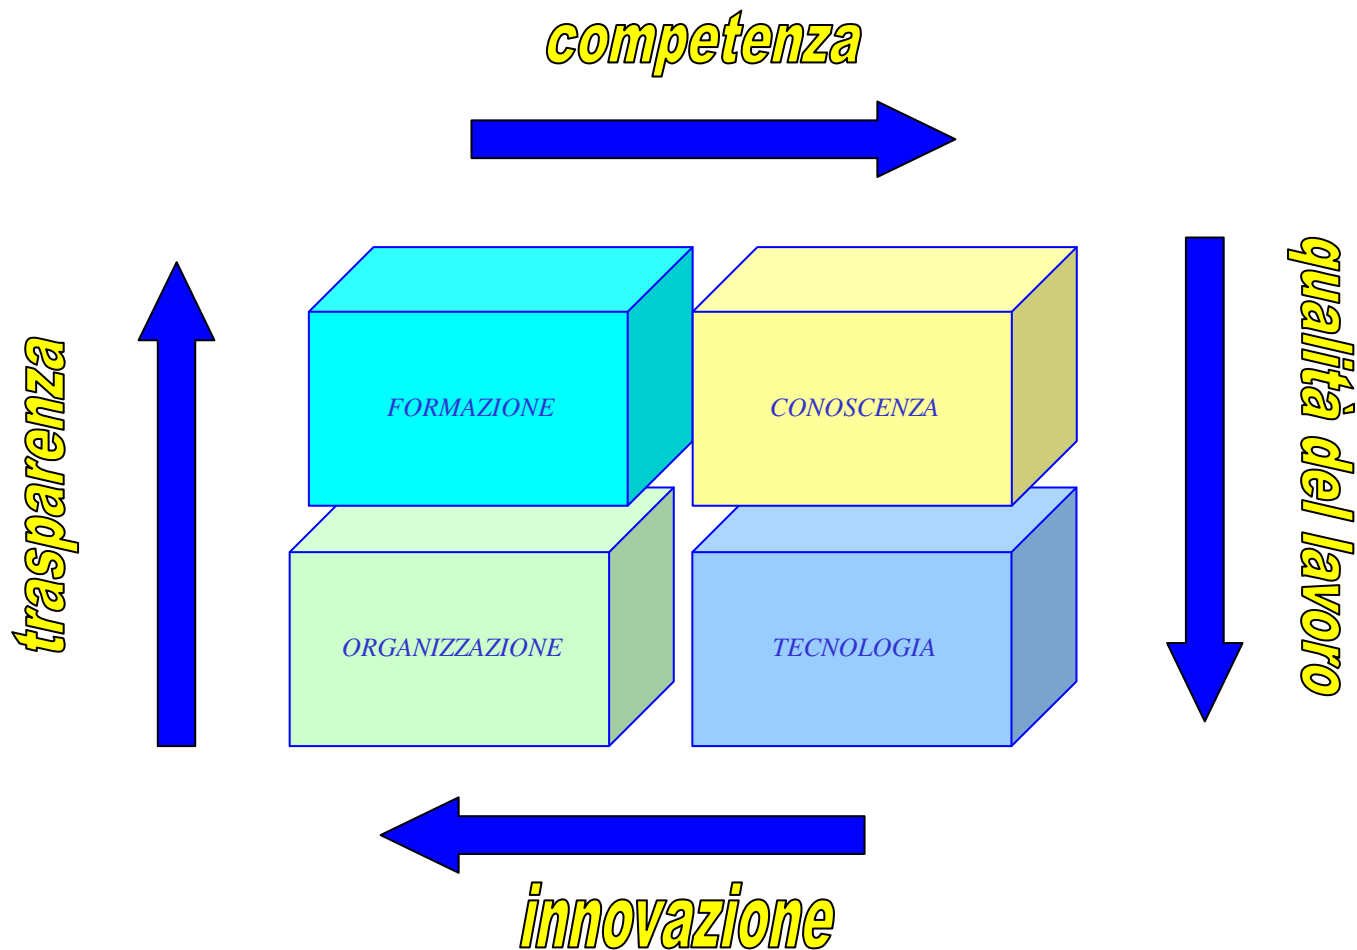 competenza
qualità del lavoro
trasparenza
FORMAZIONE
CONOSCENZA
ORGANIZZAZIONE
TECNOLOGIA
innovazione